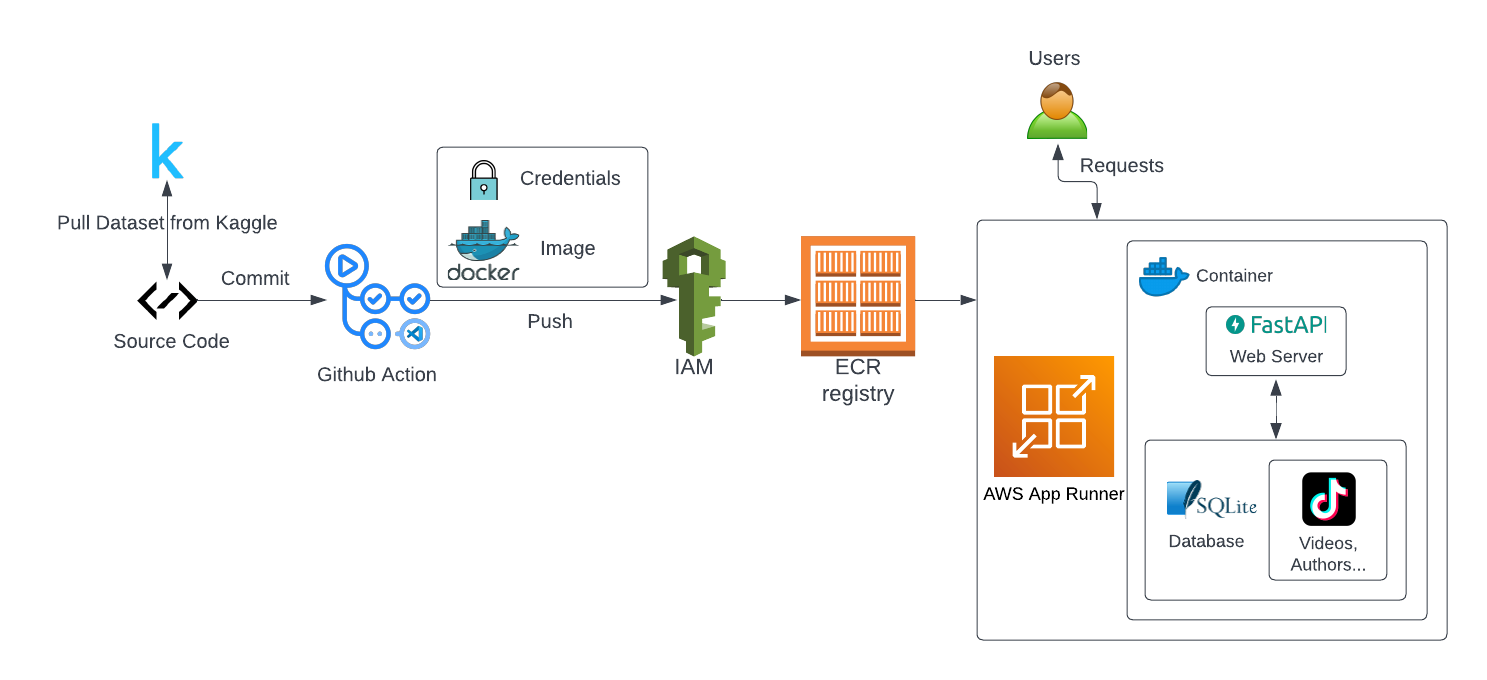 Users
Requests
k
Pull Dataset from Kaggle
Source Code
Commit
Github Action
Credentials
docker
Image
Push
IAM
ECR
registry
AWS App Runner
Container
FastAPI
Web Server
SQLite
Database
Videos,
Authors...